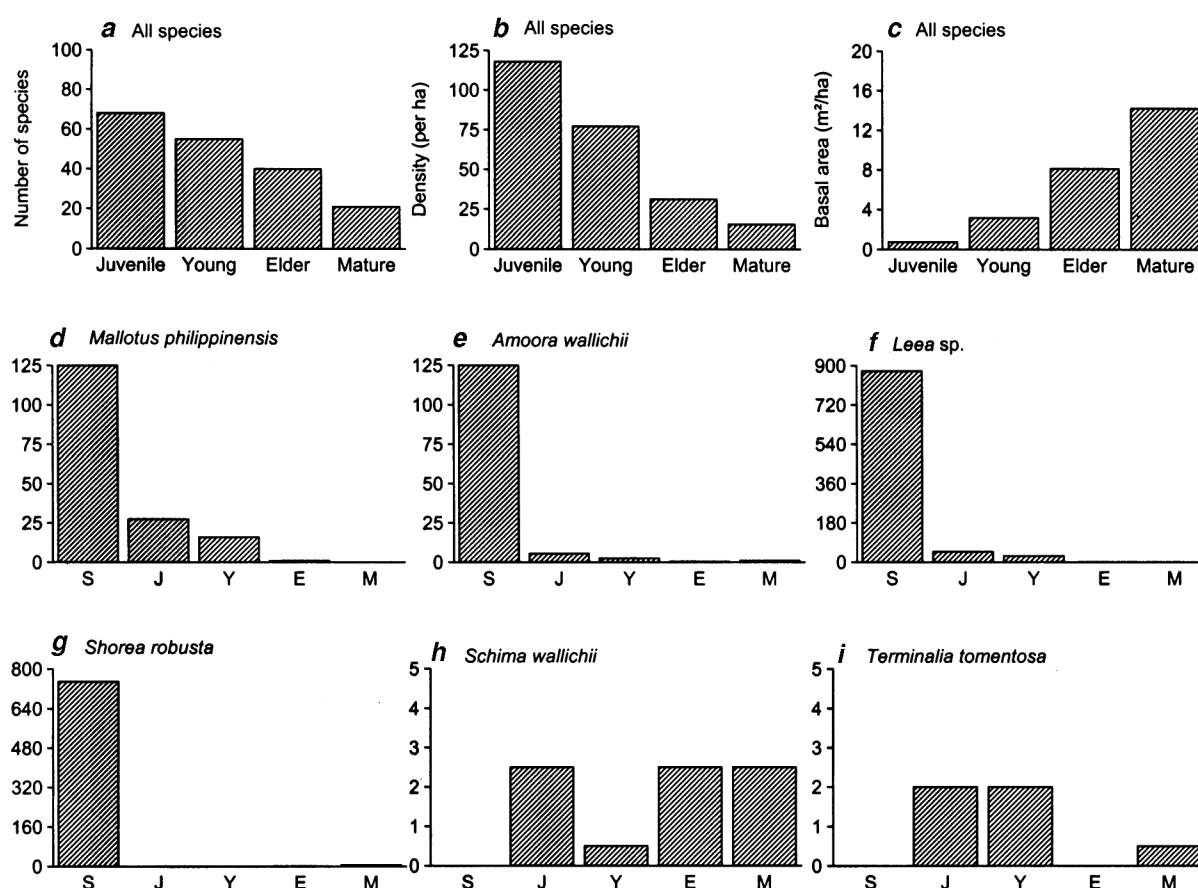 a All species
100
80
60
40
20
0
Number of species
Juvenile Young Elder Mature
b All species
125
100
75
50
25
0
Density (per ha)
Juvenile Young Elder Mature
c All species
20
16
12
8
4
0
Basal area (m²/ha)
Juvenile Young Elder Mature
d Mallotus philippinensis
125
100
75
50
25
0
S J Y E M
e Amoora wallichii
125
100
75
50
25
0
S J Y E M
f Leea sp.
900
720
540
360
180
0
S J Y E M
g Shorea robusta
800
640
480
320
160
0
S J Y E M
h Schima wallichii
5
4
3
2
1
0
S J Y E M
i Terminalia tomentosa
5
4
3
2
1
0
S J Y E M